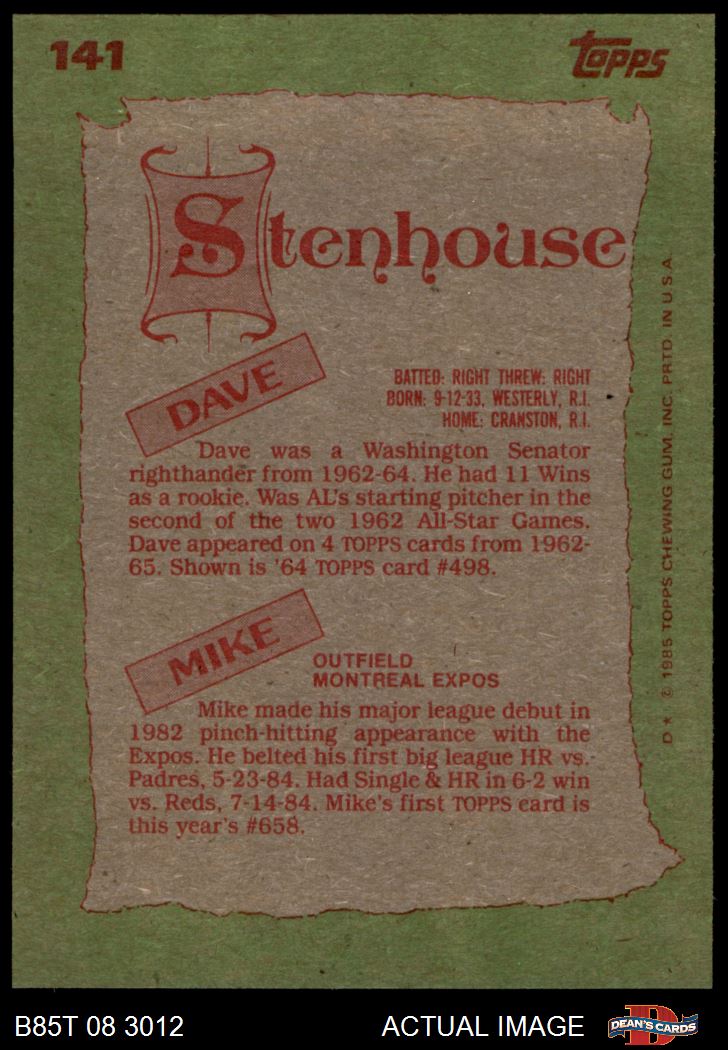 141
TOPPS
Stenhouse
DAVE
BATTED: RIGHT THREW: RIGHT
BORN: 9-12-33, WESTERLY, R.I.
HOME: CRANSTON, R.I.
Dave was a Washington Senator
righthander from 1962-64. He had 11 Wins
as a rookie. Was AL's starting pitcher in the
second of the two 1962 All-Star Games.
Dave appeared on 4 TOPPS cards from 1962-
65. Shown is '64 TOPPS card #498.
MIKE
OUTFIELD
MONTREAL EXPOS
Mike made his major league debut in
1982 pinch-hitting appearance with the
Expos. He belted his first big league HR vs.
Padres, 5-23-84. Had Single & HR in 6-2 win
vs. Reds, 7-14-84. Mike's first TOPPS card is
this year's #658.
D* © 1985 TOPPS CHEWING GUM, INC. PRTD. IN U.S.A.
B85T 08 3012
ACTUAL IMAGE
D
DEAN'S CARDS